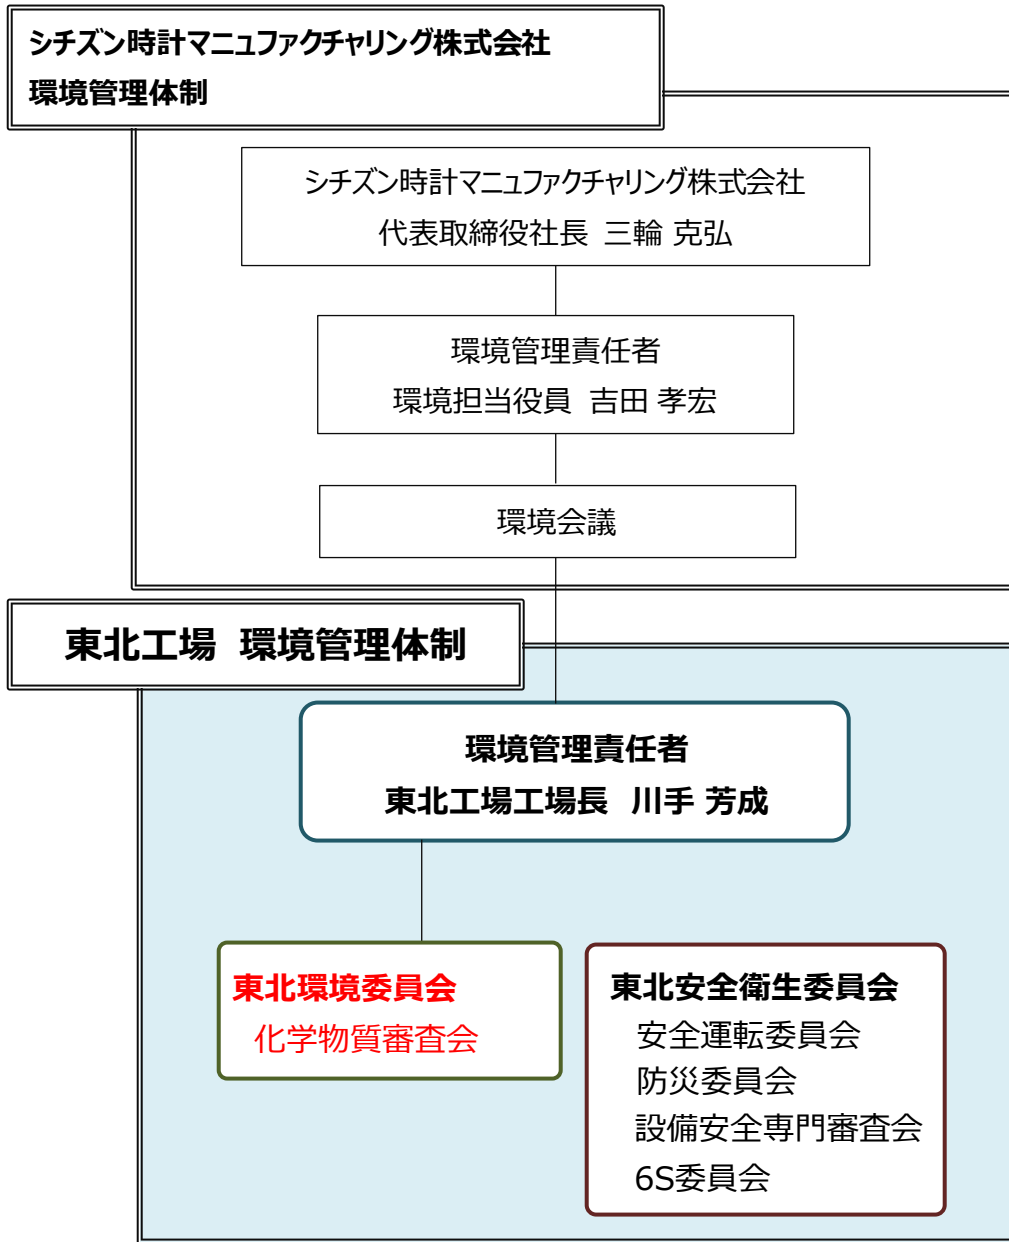 シチズン時計マニュファクチャリング株式会社
環境管理体制
シチズン時計マニュファクチャリング株式会社
代表取締役社長 三輪 克弘
環境管理責任者
環境担当役員 吉田 孝宏
環境会議
東北工場 環境管理体制
環境管理責任者
東北工場工場長 川手 芳成
東北環境委員会
化学物質審査会
東北安全衛生委員会
安全運転委員会
防災委員会
設備安全専門審査会
6S委員会